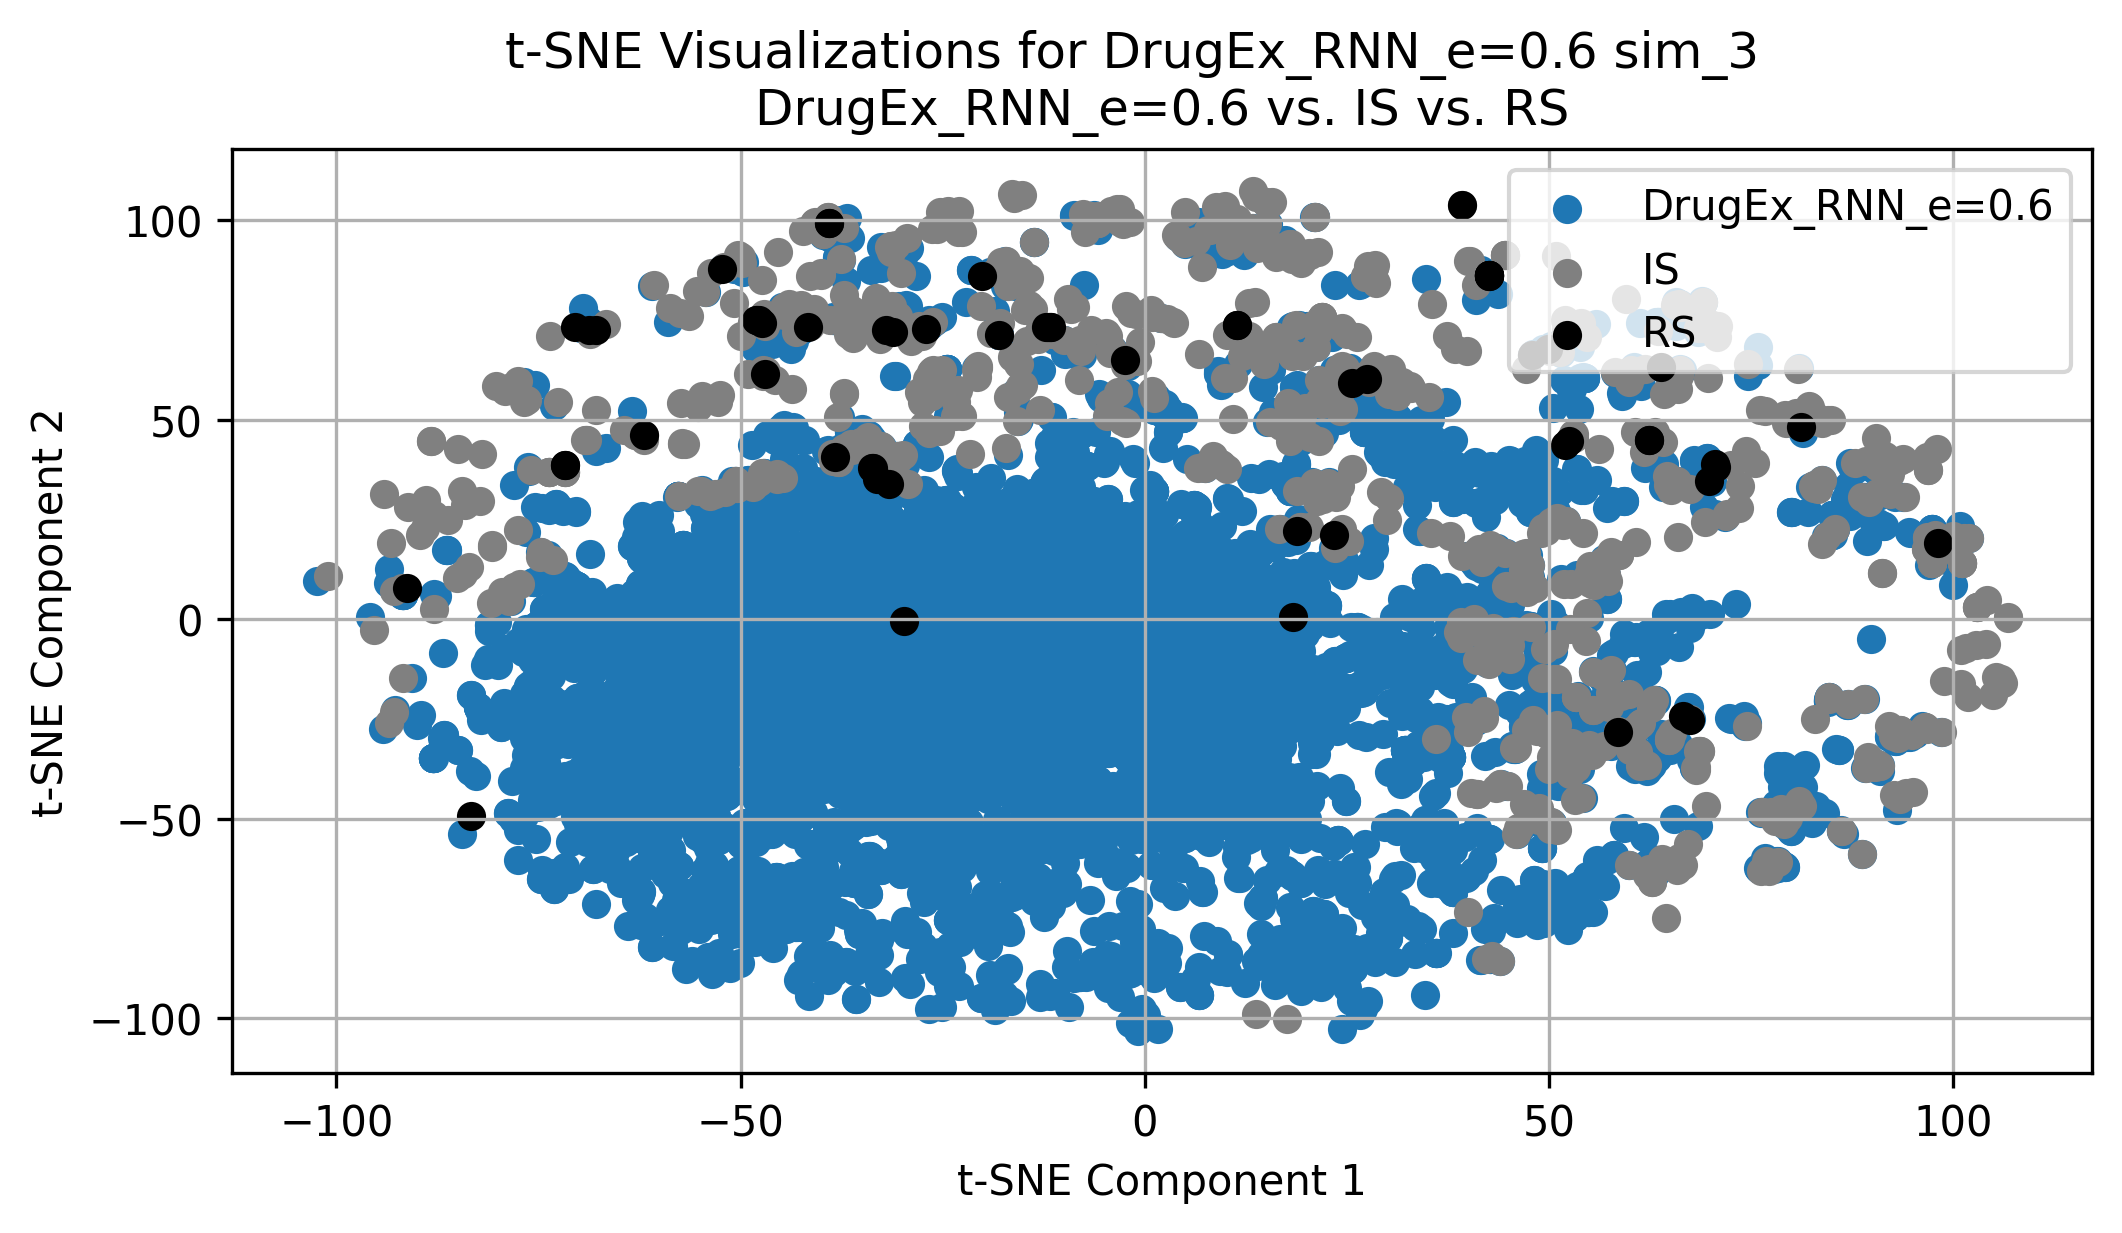 t-SNE Visualizations for DrugEx_RNN_e=0.6 sim_3
DrugEx_RNN_e=0.6 vs. IS vs. RS
DrugEx_RNN_e=0.6
IS
RS
t-SNE Component 2
100
50
0
−50
−100
−100
−50
0
50
100
t-SNE Component 1